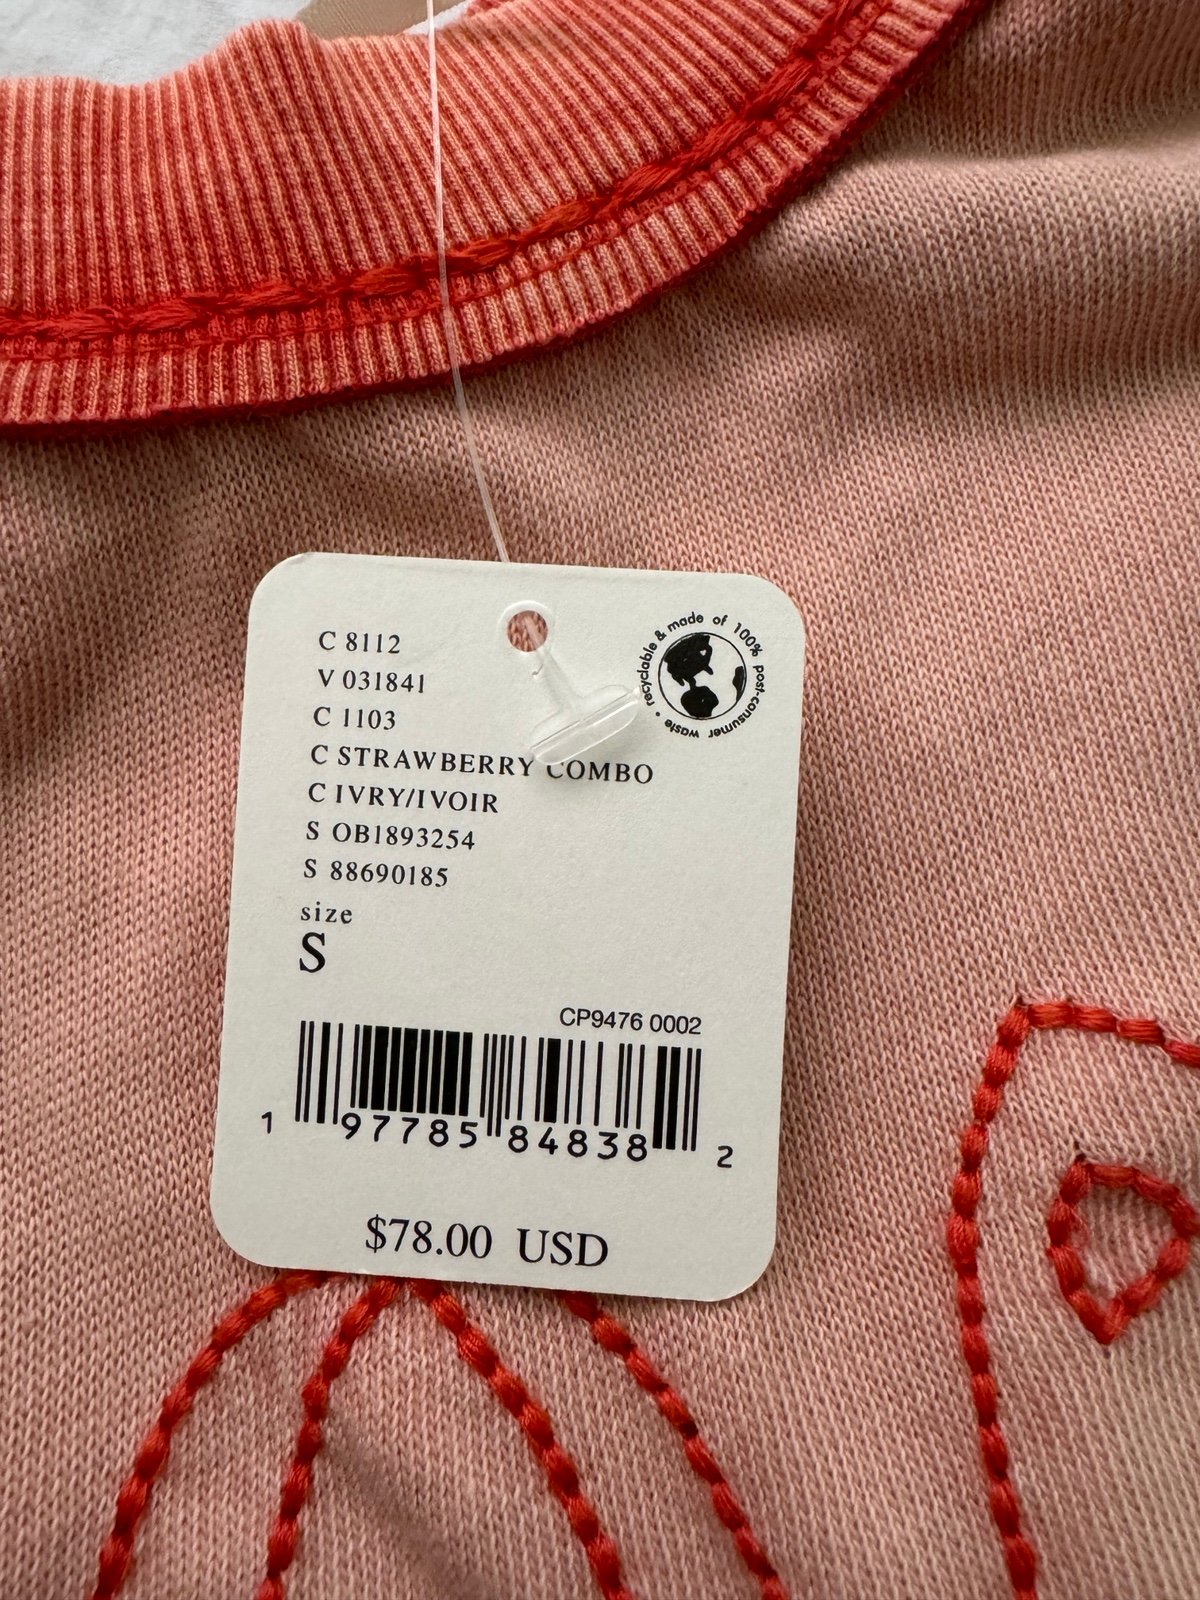 C 8112
V 031841
C 1103
C STRAWBERRY COMBO
C IVRY/IVOIR
S OB1893254
S 88690185
size
S
recyclable & made of 100% post-consumer waste •
CP9476 0002
1 97785 84838 2
$78.00 USD